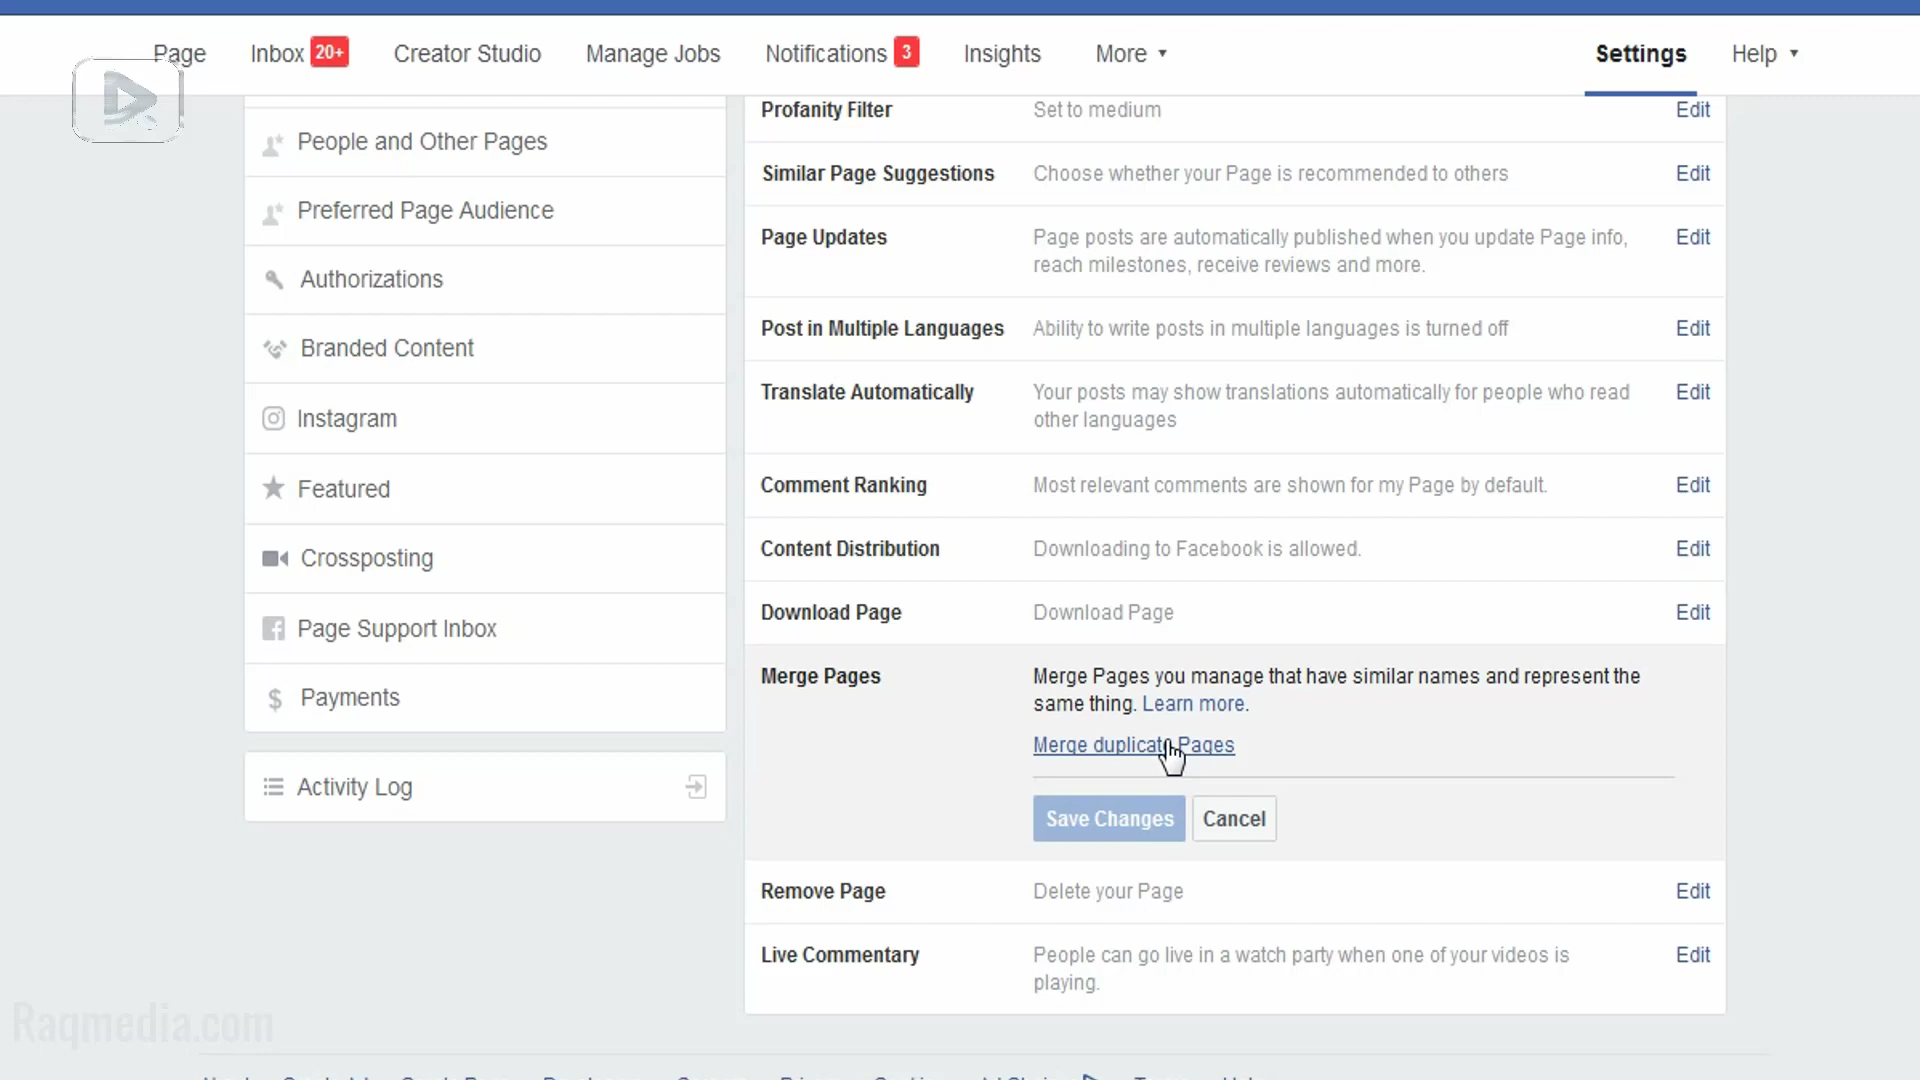 Page Inbox 20+ Creator Studio Manage Jobs Notifications 3 Insights More Settings Help
People and Other Pages
Preferred Page Audience
Authorizations
Branded Content
Instagram
Featured
Crossposting
Page Support Inbox
Payments
Activity Log
Profanity Filter Set to medium Edit
Similar Page Suggestions Choose whether your Page is recommended to others Edit
Page Updates Page posts are automatically published when you update Page info, Edit
reach milestones, receive reviews and more.
Post in Multiple Languages Ability to write posts in multiple languages is turned off Edit
Translate Automatically Your posts may show translations automatically for people who read Edit
other languages
Comment Ranking Most relevant comments are shown for my Page by default. Edit
Content Distribution Downloading to Facebook is allowed. Edit
Download Page Download Page Edit
Merge Pages Merge Pages you manage that have similar names and represent the
same thing. Learn more.
Merge duplicate Pages
Save Changes Cancel
Remove Page Delete your Page Edit
Live Commentary People can go live in a watch party when one of your videos is Edit
playing.
Raqmedia.com